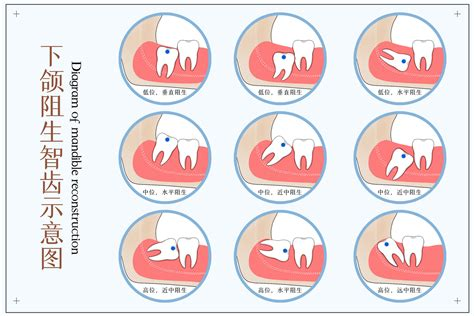 下颌阻生智齿示意图
Diagram of mandible reconstruction
低位，垂直阻生
低位，垂直阻生
低位，水平阻生
中位，水平阻生
中位，近中阻生
中位，远中阻生
高位，近中阻生
高位，水平阻生
高位，远中阻生